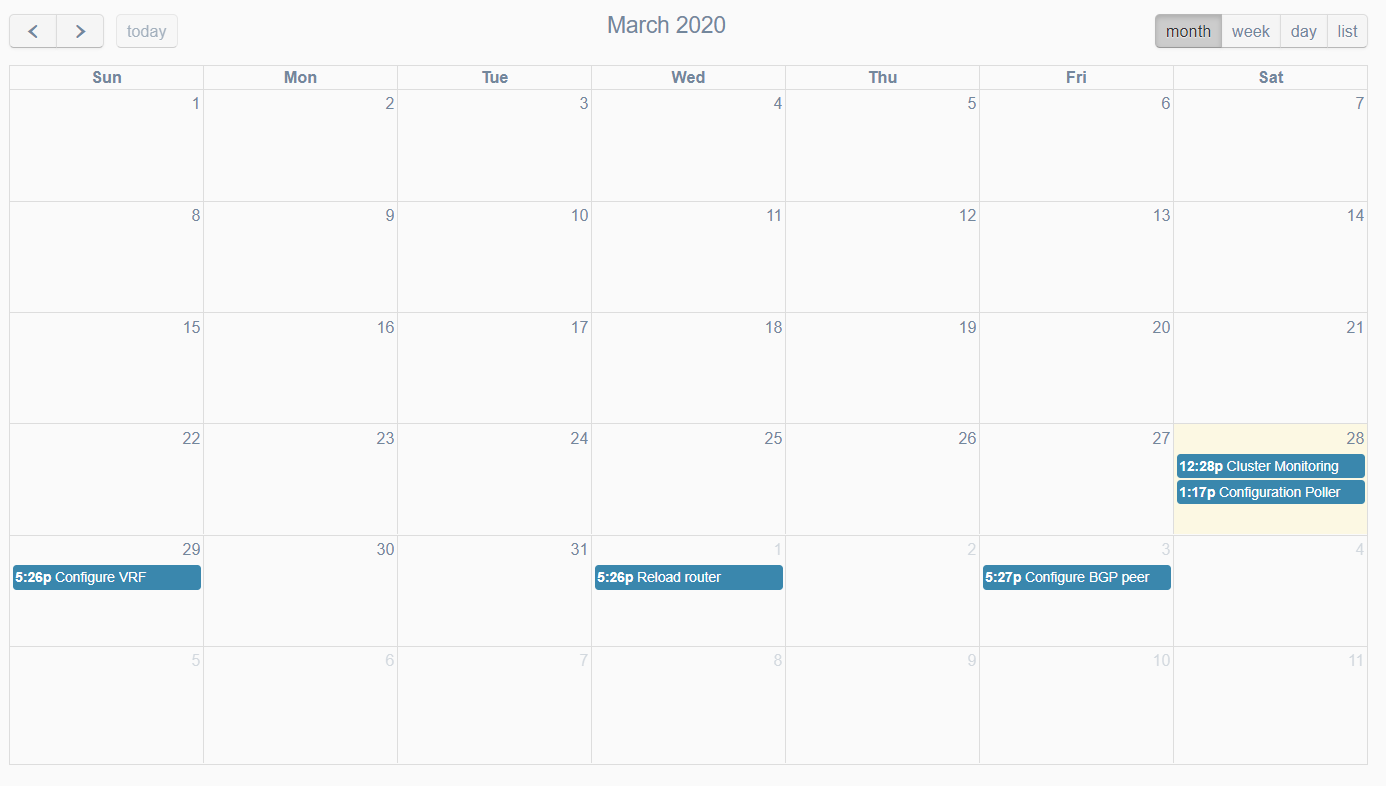 today
March 2020
month week day list
Sun Mon Tue Wed Thu Fri Sat
1 2 3 4 5 6 7
8 9 10 11 12 13 14
15 16 17 18 19 20 21
22 23 24 25 26 27 28
12:28p Cluster Monitoring
1:17p Configuration Poller
29 30 31 1 2 3 4
5:26p Configure VRF
5:26p Reload router
5:27p Configure BGP peer
5 6 7 8 9 10 11